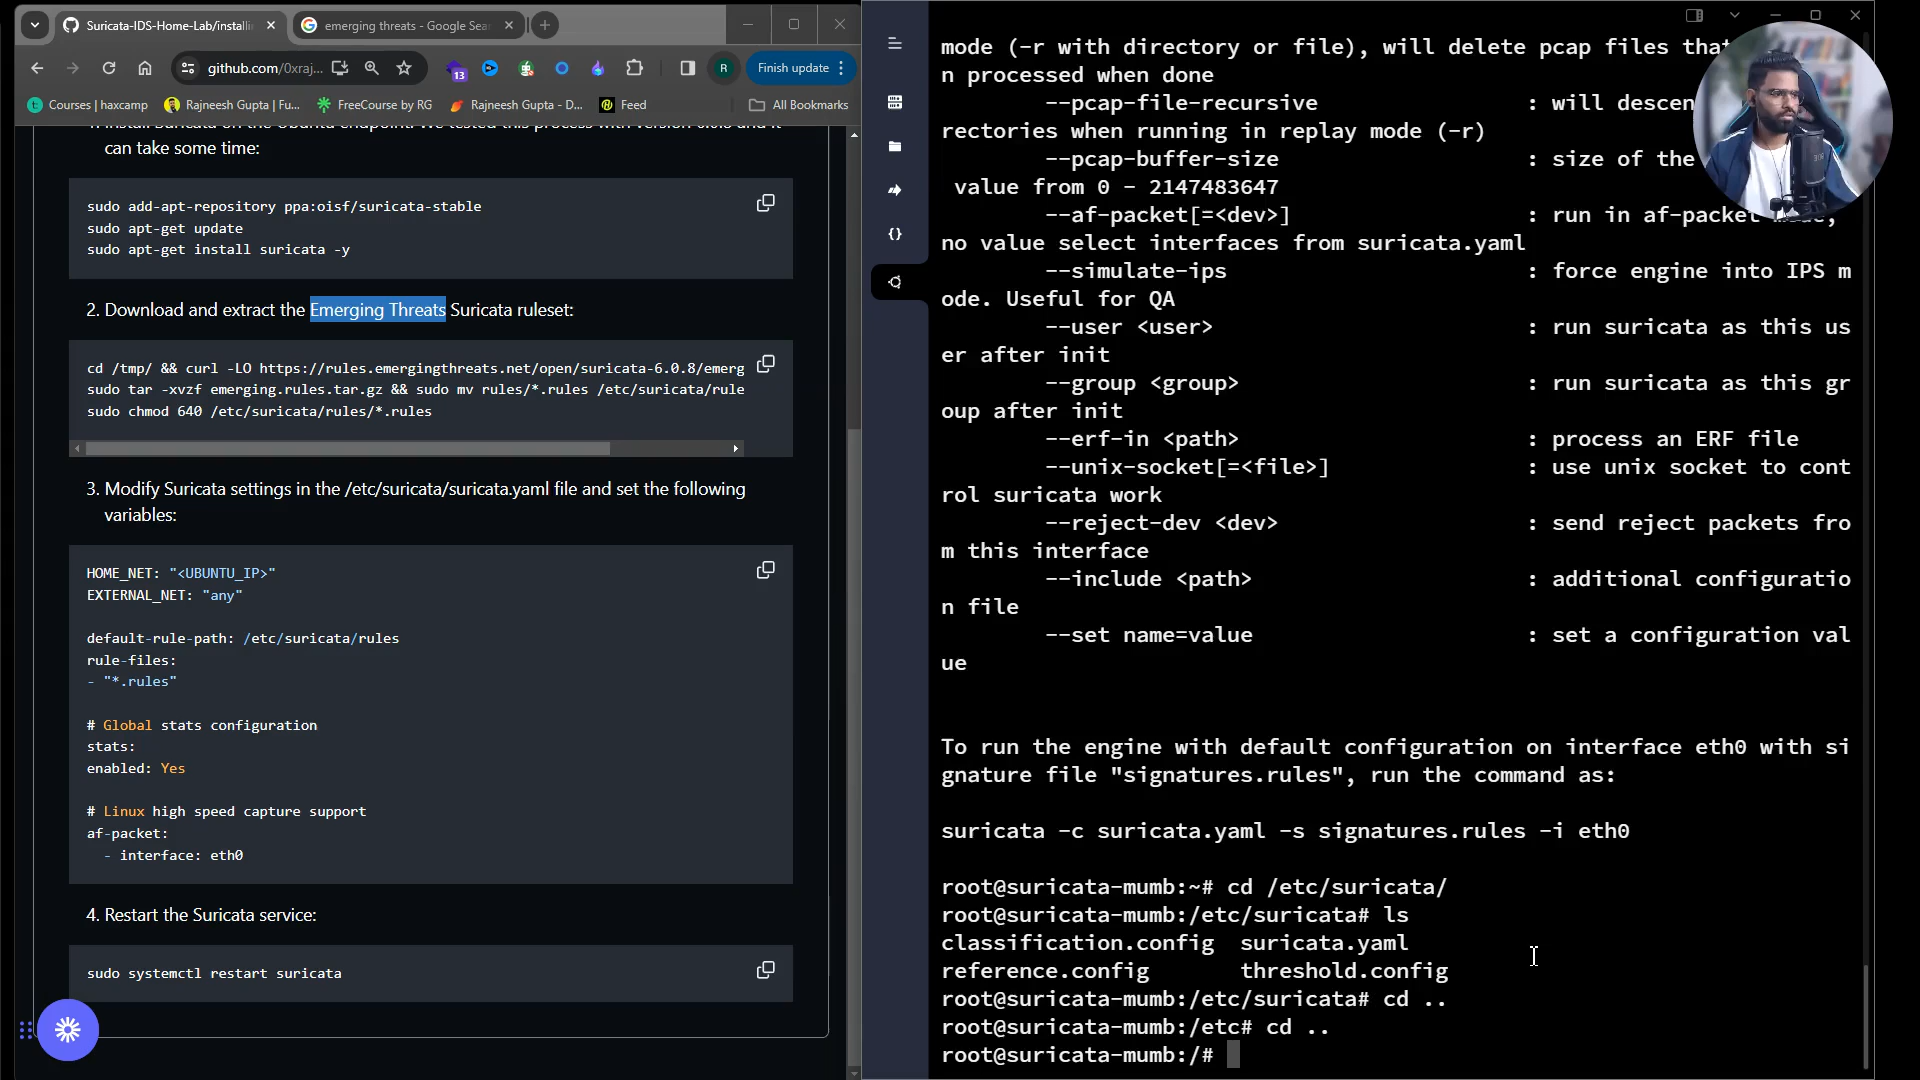 Suricata-IDS-Home-Lab/installi
emerging threats - Google Sear
github.com/0xraj...
13
R
Finish update
Courses | haxcamp
Rajneesh Gupta | Fu...
FreeCourse by RG
Rajneesh Gupta - D...
Feed
All Bookmarks
can take some time:
sudo add-apt-repository ppa:oisf/suricata-stable
sudo apt-get update
sudo apt-get install suricata -y
2. Download and extract the Emerging Threats Suricata ruleset:
cd /tmp/ && curl -LO https://rules.emergingthreats.net/open/suricata-6.0.8/emerg
sudo tar -xvzf emerging.rules.tar.gz && sudo mv rules/*.rules /etc/suricata/rule
sudo chmod 640 /etc/suricata/rules/*.rules
3. Modify Suricata settings in the /etc/suricata/suricata.yaml file and set the following
variables:
HOME_NET: "<UBUNTU_IP>"
EXTERNAL_NET: "any"
default-rule-path: /etc/suricata/rules
rule-files:
- "*.rules"
# Global stats configuration
stats:
enabled: Yes
# Linux high speed capture support
af-packet:
- interface: eth0
4. Restart the Suricata service:
sudo systemctl restart suricata
mode (-r with directory or file), will delete pcap files tha
n processed when done
--pcap-file-recursive : will descen
rectories when running in replay mode (-r)
--pcap-buffer-size : size of the
value from 0 - 2147483647
--af-packet[=<dev>] : run in af-packet mode,
no value select interfaces from suricata.yaml
--simulate-ips : force engine into IPS m
ode. Useful for QA
--user <user> : run suricata as this us
er after init
--group <group> : run suricata as this gr
oup after init
--erf-in <path> : process an ERF file
--unix-socket[=<file>] : use unix socket to cont
rol suricata work
--reject-dev <dev> : send reject packets fro
m this interface
--include <path> : additional configuratio
n file
--set name=value : set a configuration val
ue
To run the engine with default configuration on interface eth0 with si
gnature file "signatures.rules", run the command as:
suricata -c suricata.yaml -s signatures.rules -i eth0
root@suricata-mumb:~# cd /etc/suricata/
root@suricata-mumb:/etc/suricata# ls
classification.config suricata.yaml
reference.config threshold.config
root@suricata-mumb:/etc/suricata# cd ..
root@suricata-mumb:/etc# cd ..
root@suricata-mumb:/#